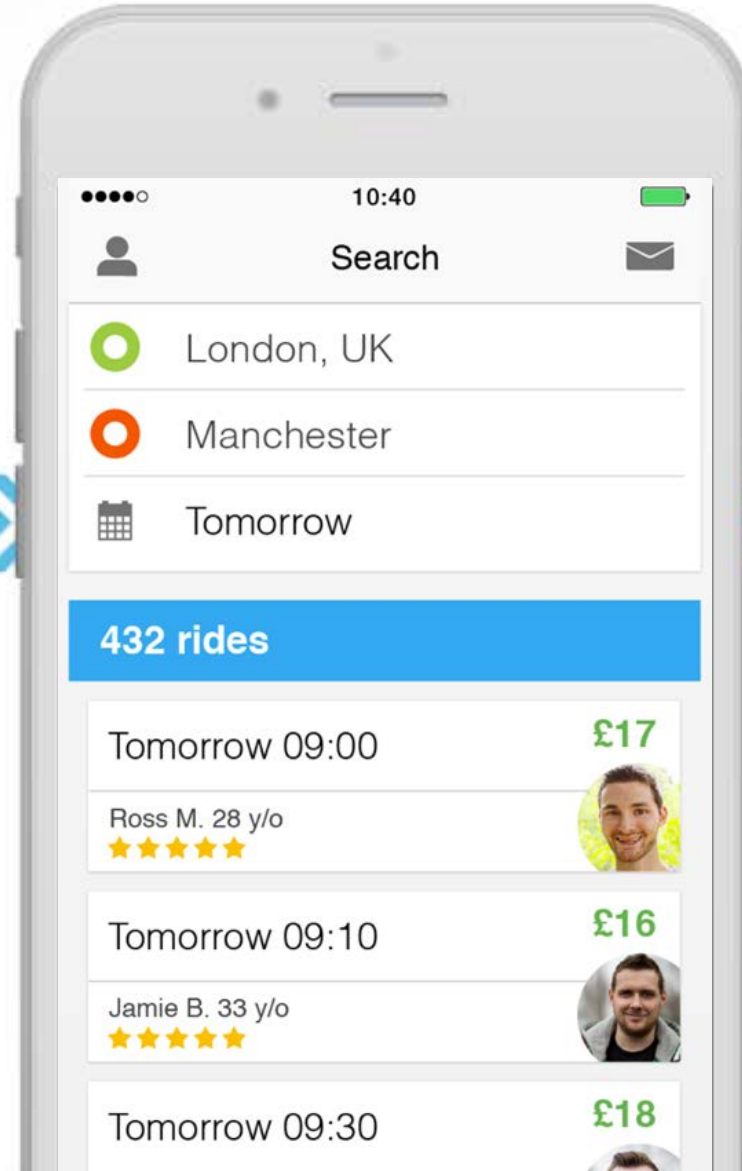 10:40
Search
London, UK
Manchester
Tomorrow
432 rides
Tomorrow 09:00
£17
Ross M. 28 y/o
Tomorrow 09:10
£16
Jamie B. 33 y/o
Tomorrow 09:30
£18